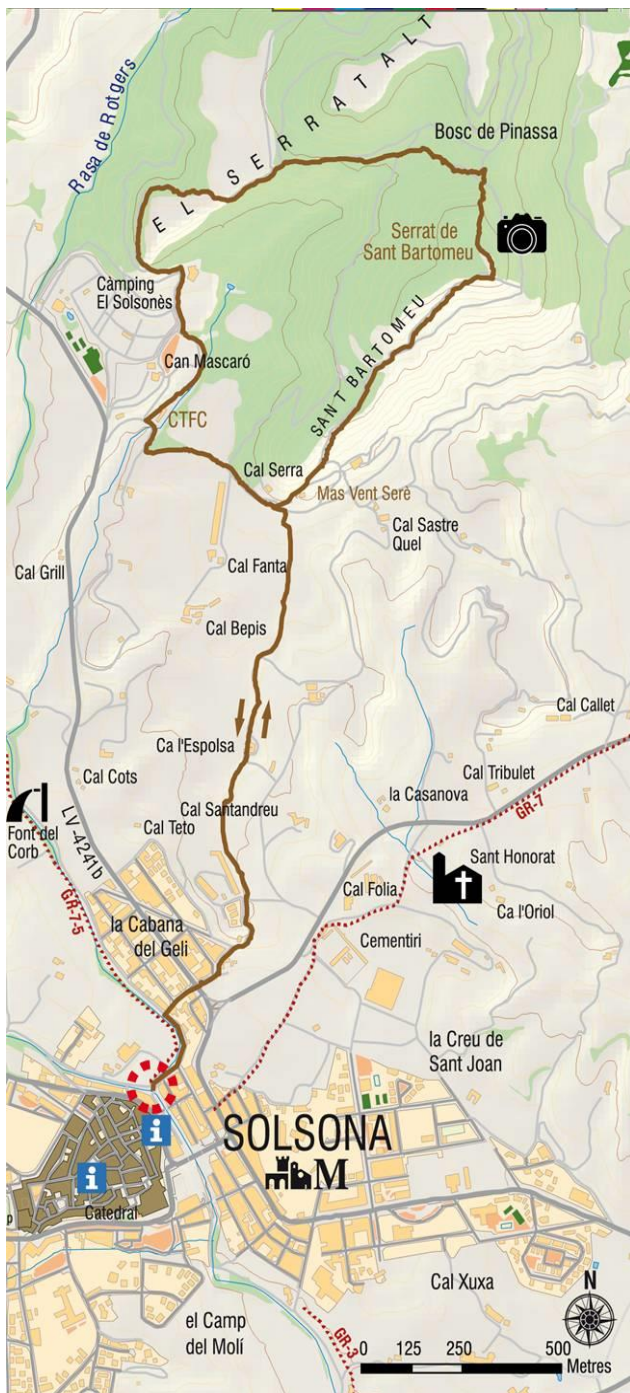 Rasa de Rotgers
EL SERRATALT
Bosc de Pinassa
Serrat de
Sant Bartomeu
Càmping
El Solsonès
SANT BARTOMEU
Can Mascaró
CTFC
Cal Serra
Mas Vent Serè
Cal Sastre
Quel
Cal Grill
Cal Fanta
Cal Bepis
Cal Callet
Ca l'Espolsa
Cal Tribulet
Cal Cots
la Casanova
GR-7
Cal Santandreu
LV-4241b
Cal Teto
Font del
Corb
Sant Honorat
GR-7-5
Cal Folia
Ca l'Oriol
la Cabana
del Geli
Cementiri
la Creu de
Sant Joan
i
SOLSONA
M
i
Catedral
p
Cal Xuxa
N
el Camp
del Molí
GR-3
0 125 250 500
Metres